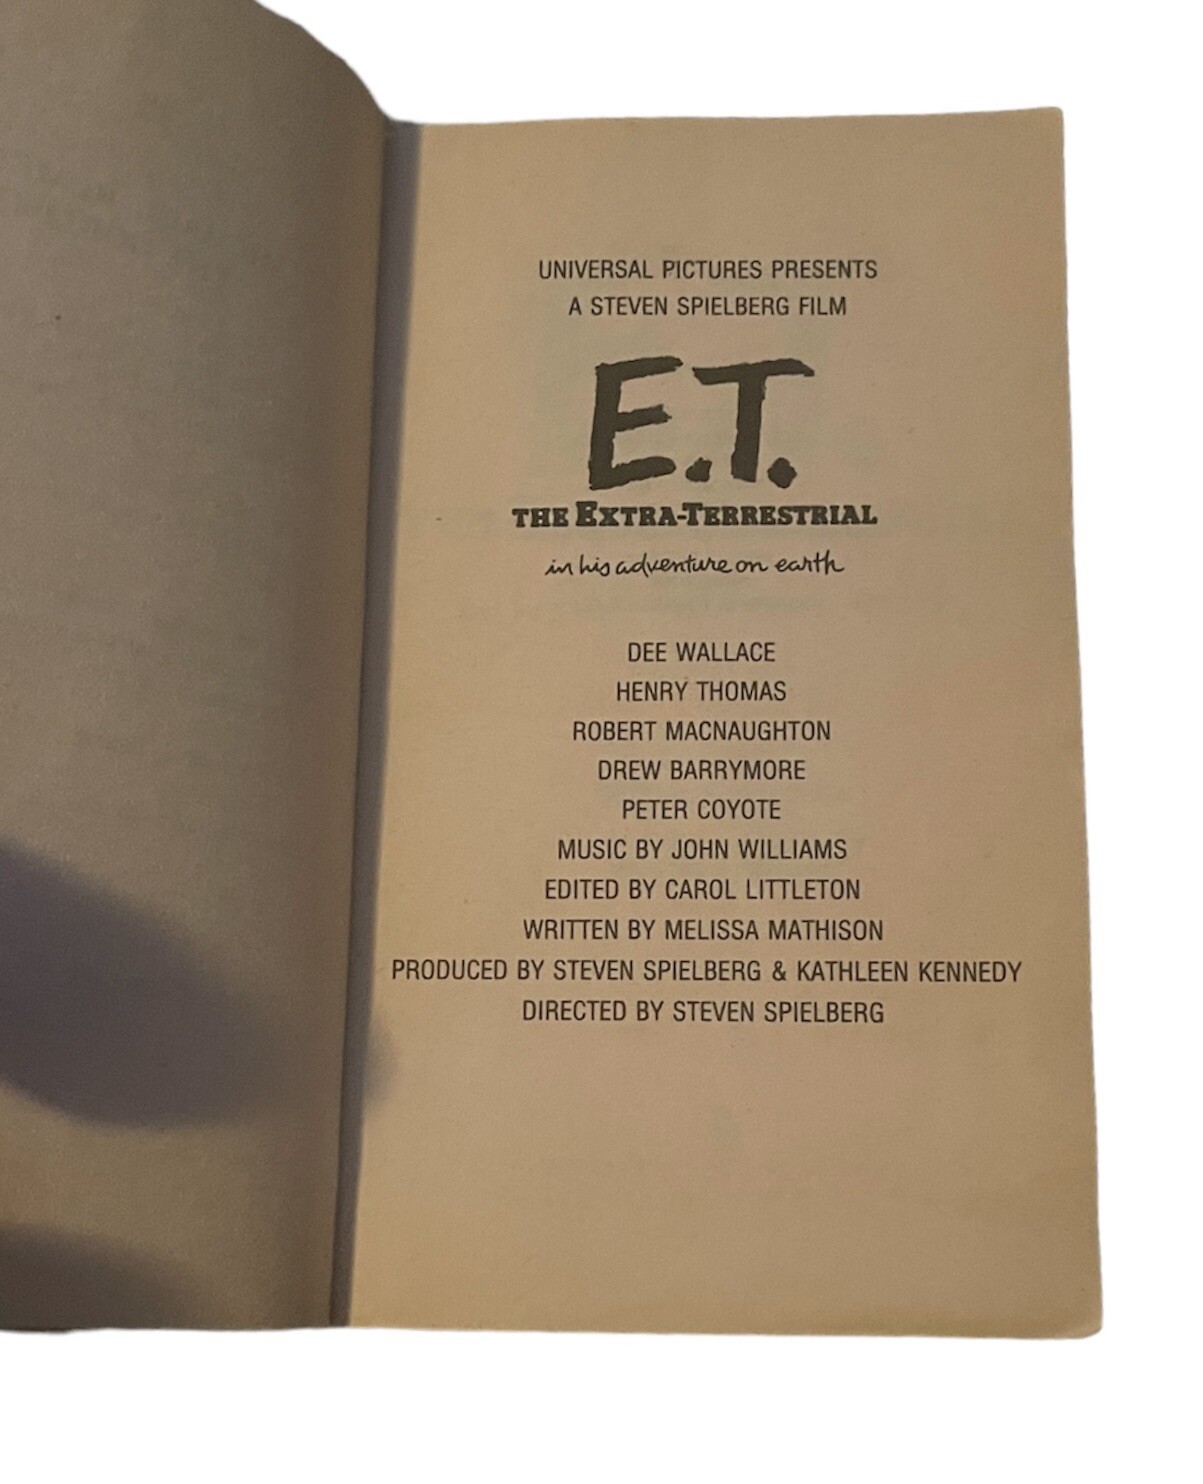 UNIVERSAL PICTURES PRESENTS
A STEVEN SPIELBERG FILM
E.T.
THE EXTRA-TERRESTRIAL
in his adventure on earth
DEE WALLACE
HENRY THOMAS
ROBERT MACNAUGHTON
DREW BARRYMORE
PETER COYOTE
MUSIC BY JOHN WILLIAMS
EDITED BY CAROL LITTLETON
WRITTEN BY MELISSA MATHISON
PRODUCED BY STEVEN SPIELBERG & KATHLEEN KENNEDY
DIRECTED BY STEVEN SPIELBERG